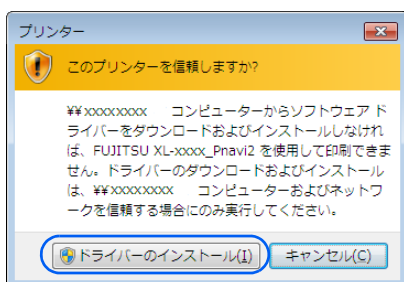 プリンター
このプリンターを信頼しますか?
¥¥xxxxxxxx コンピューターからソフトウェア ド
ライバーをダウンロードおよびインストールしなけれ
ば、FUJITSU XL-xxxx_Pnavi2 を使用して印刷できま
せん。ドライバーのダウンロードおよびインストール
は、¥¥xxxxxxxx コンピューターおよびネットワ
ークを信頼する場合にのみ実行してください。
ドライバーのインストール(I) キャンセル(C)